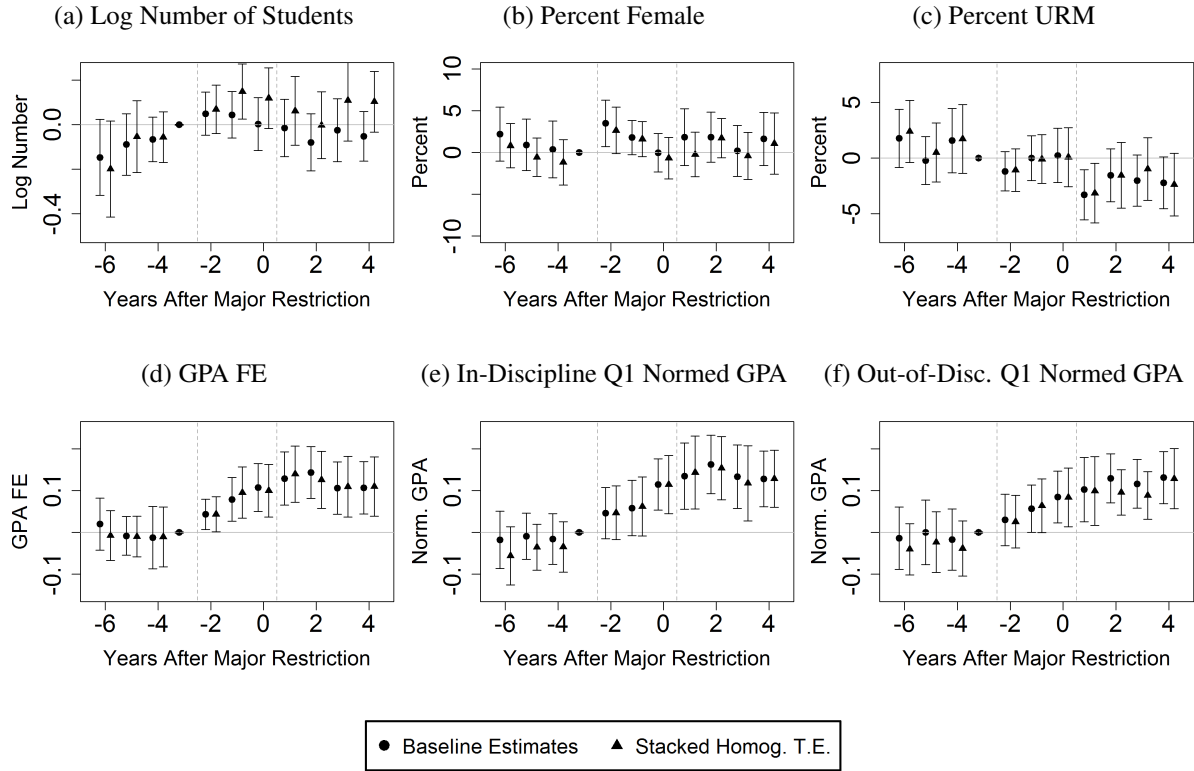 (a) Log Number of Students
(b) Percent Female
(c) Percent URM
Log Number
0.0
-0.4
-6 -4 -2 0 2 4
Years After Major Restriction
Percent
10
5
0
-10
-6 -4 -2 0 2 4
Years After Major Restriction
Percent
5
0
-5
-6 -4 -2 0 2 4
Years After Major Restriction
(d) GPA FE
(e) In-Discipline Q1 Normed GPA
(f) Out-of-Disc. Q1 Normed GPA
GPA FE
0.1
-0.1
-6 -4 -2 0 2 4
Years After Major Restriction
Norm. GPA
0.1
-0.1
-6 -4 -2 0 2 4
Years After Major Restriction
Norm. GPA
0.1
-0.1
-6 -4 -2 0 2 4
Years After Major Restriction
Baseline Estimates
Stacked Homog. T.E.